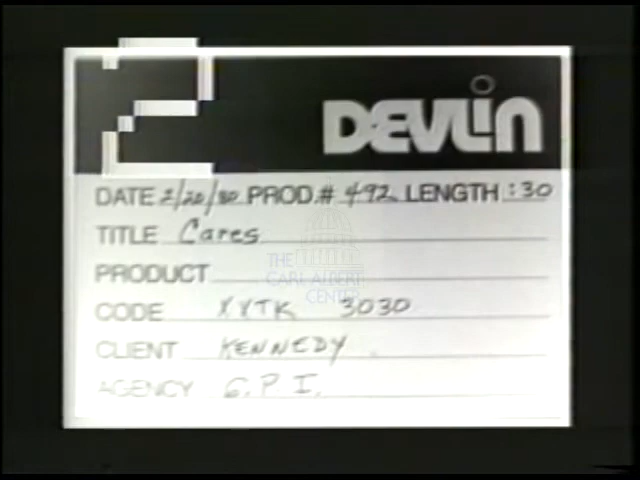 2
DEVLIN
DATE 2/20/80 PROD.# 492 LENGTH :30
TITLE Cares
PRODUCT
CODE XYTK 3030
CLIENT KENNEDY
AGENCY G.P.I.
THE
CARL ALBERT
CENTER